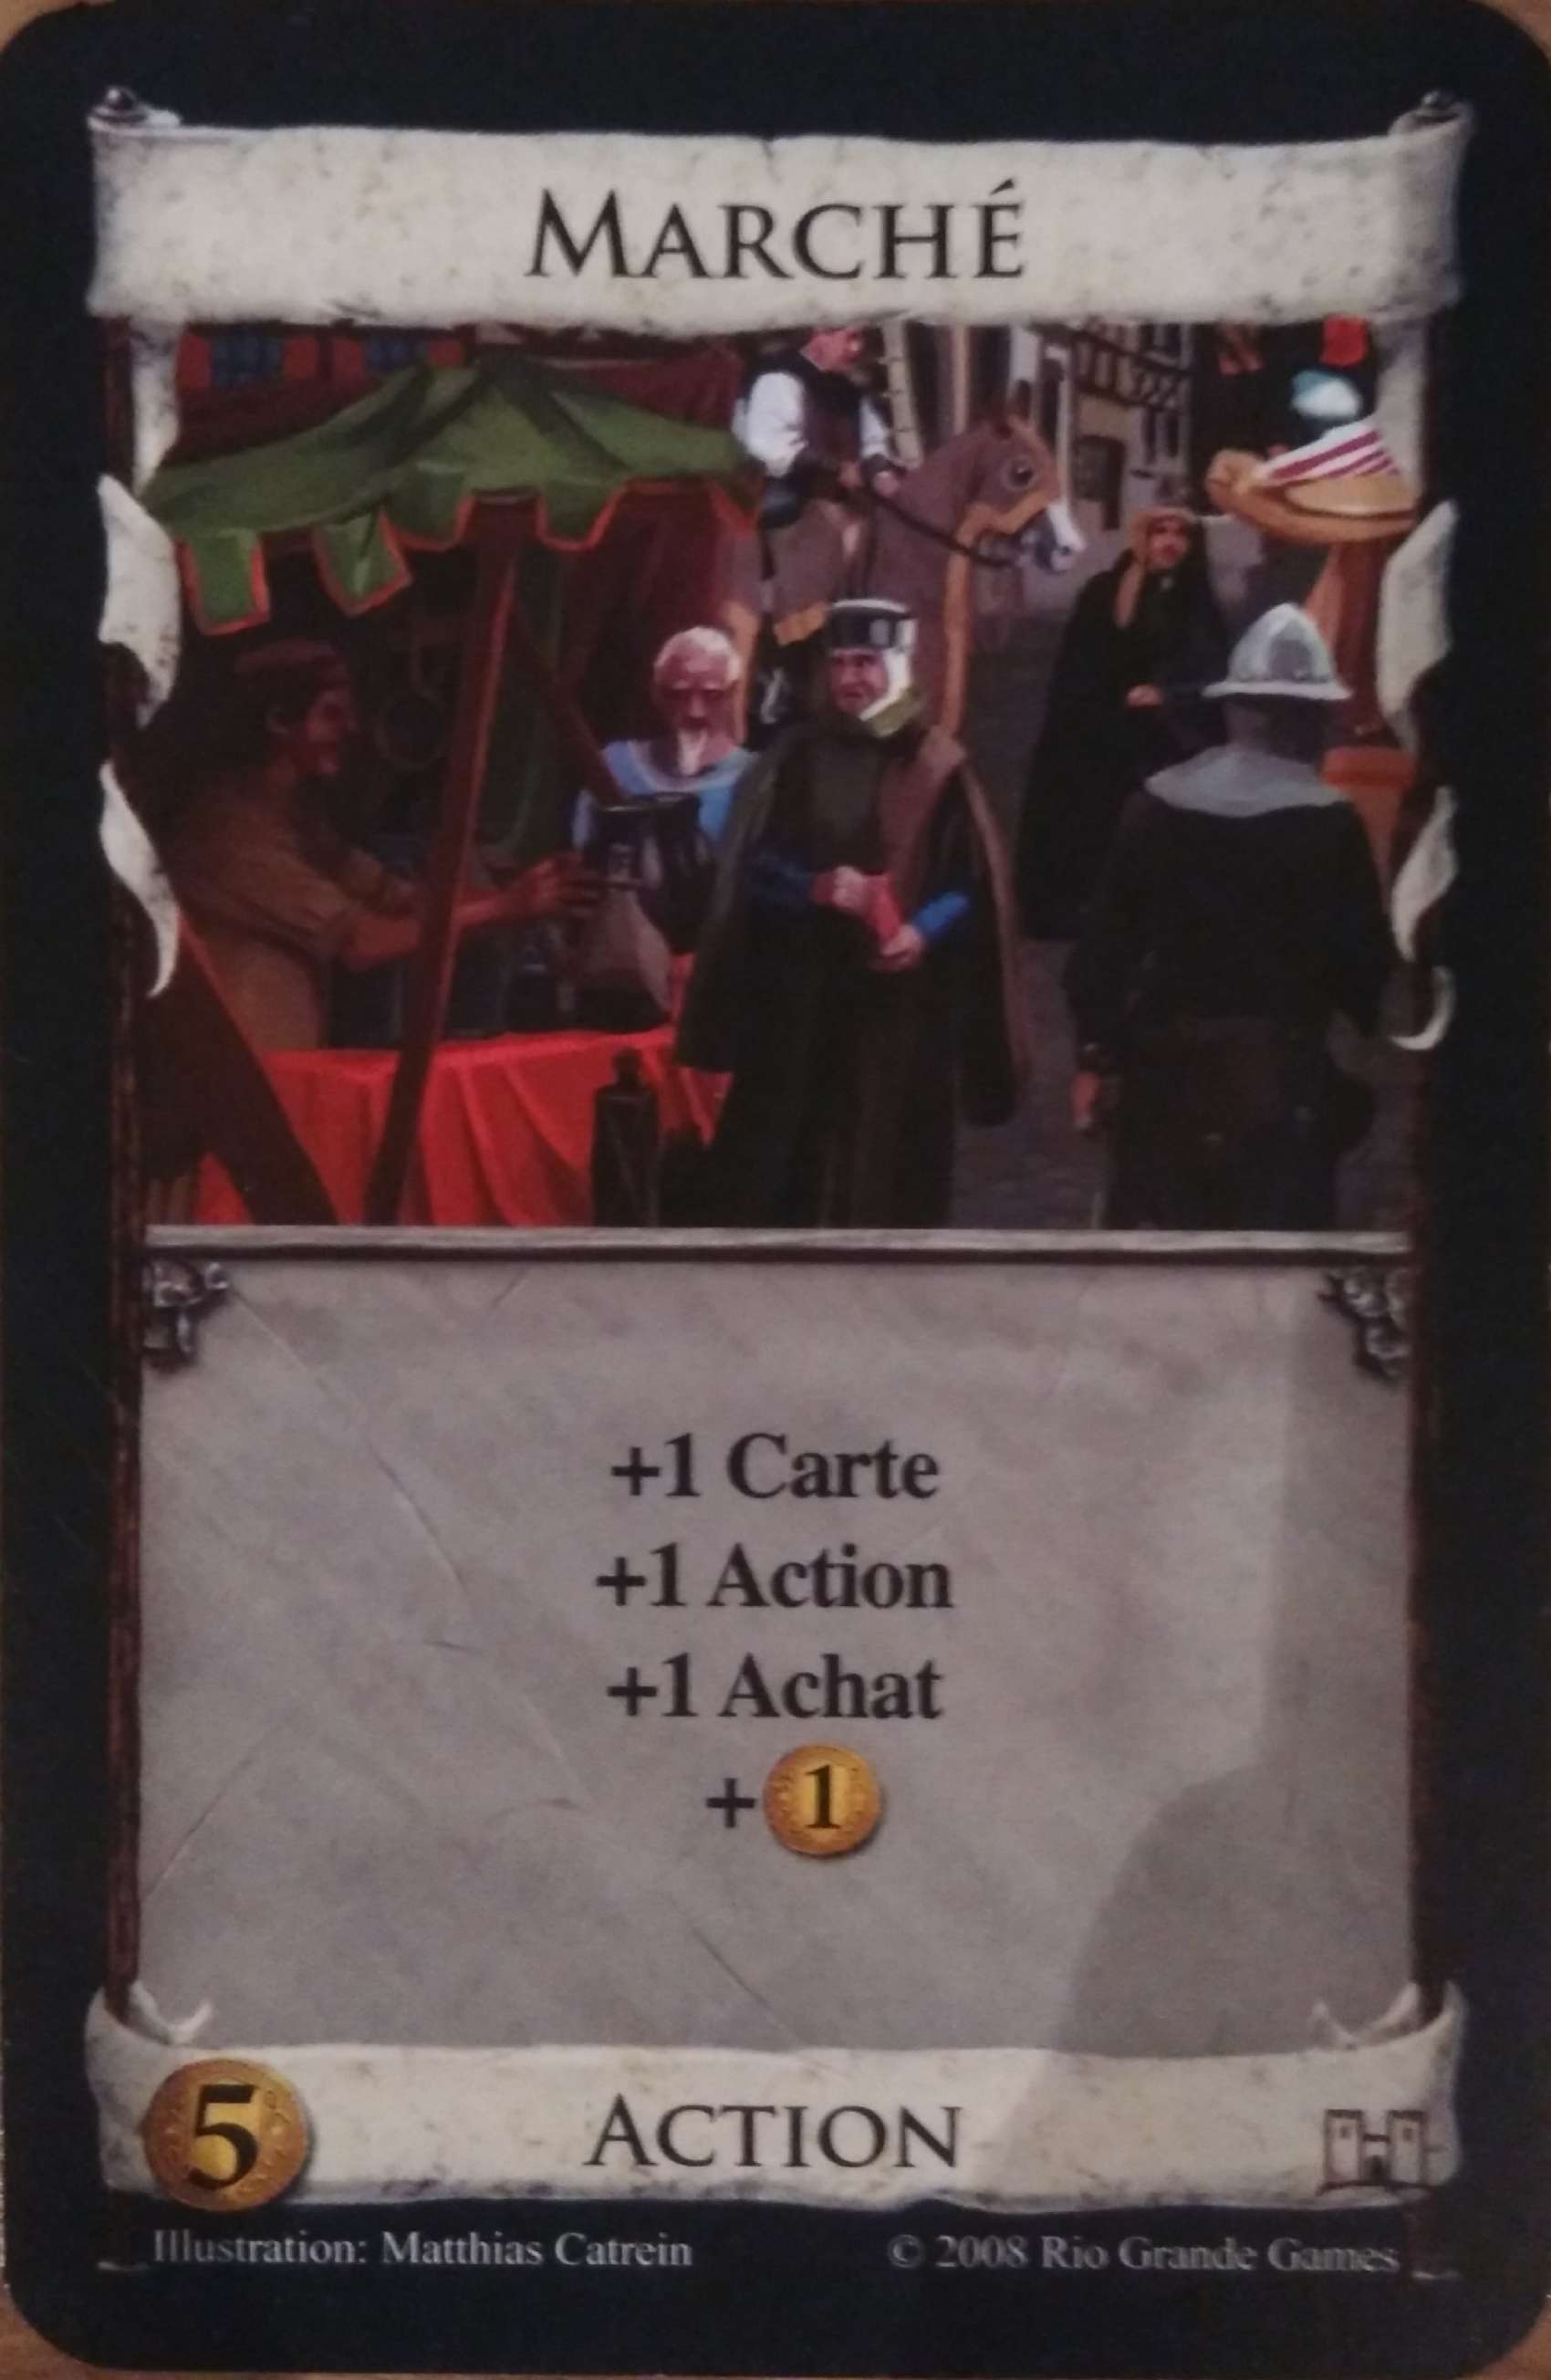 MARCHÉ
+1 Carte
+1 Action
+1 Achat
+ 1
5 ACTION
Illustration: Matthias Catrein © 2008 Rio Grande Games